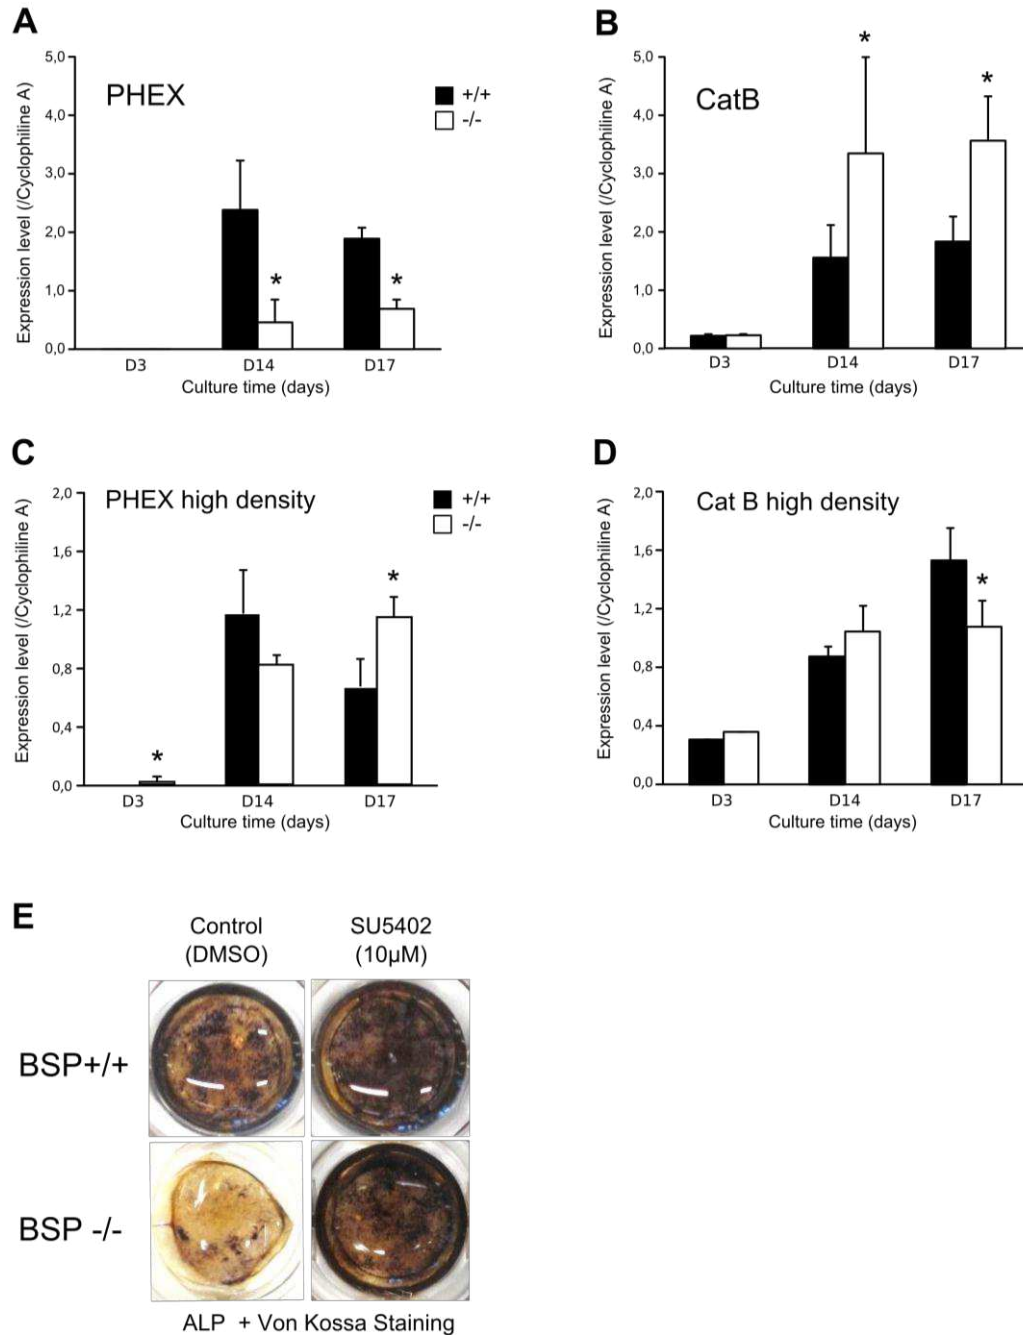 A
PHEX
+/+
-/-
Expression level (/Cyclophiline A)
5,0
4,0
3,0
2,0
1,0
0,0
*
*
D3
D14
D17
Culture time (days)
B
CatB
Expression level (/Cyclophiline A)
5,0
4,0
3,0
2,0
1,0
0,0
*
*
D3
D14
D17
Culture time (days)
C
PHEX high density
+/+
-/-
Expression level (/Cyclophiline A)
2,0
1,6
1,2
0,8
0,4
0,0
*
*
D3
D14
D17
Culture time (days)
D
Cat B high density
Expression level (/Cyclophiline A)
2,0
1,6
1,2
0,8
0,4
0,0
*
D3
D14
D17
Culture time (days)
E
Control
(DMSO)
SU5402
(10µM)
BSP+/+
BSP -/-
ALP + Von Kossa Staining